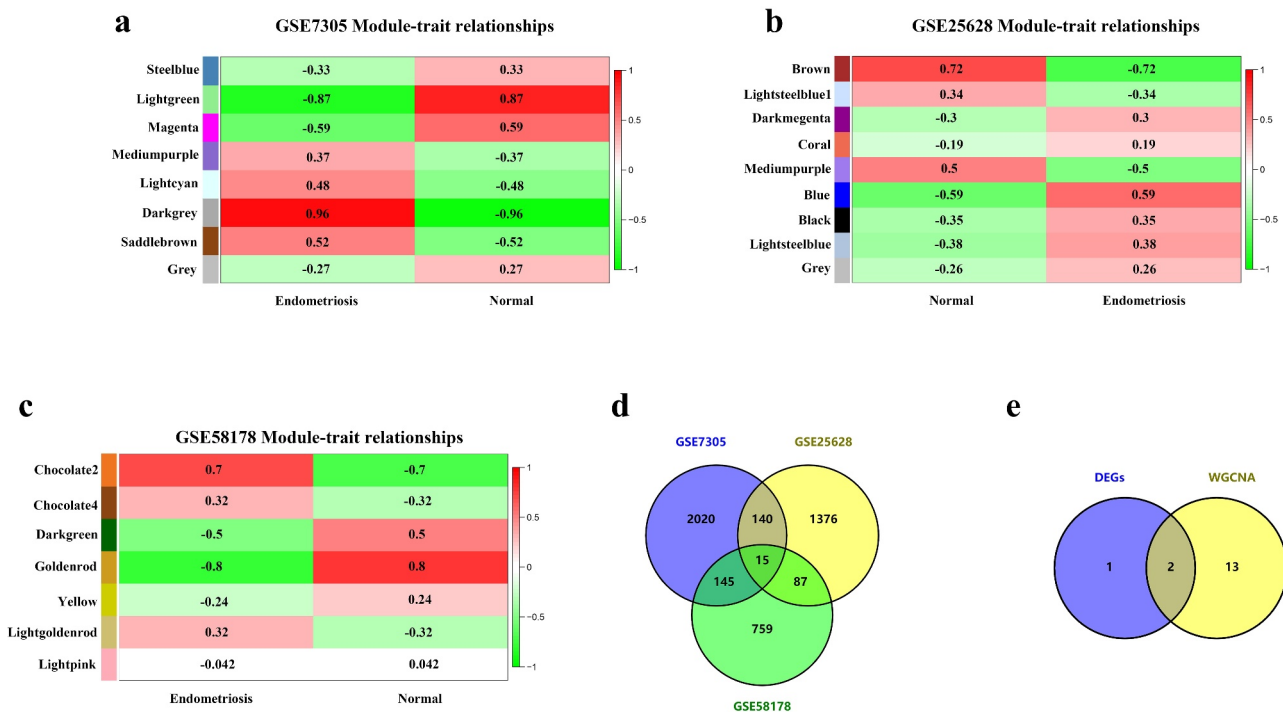 a
GSE7305 Module-trait relationships
Steelblue -0.33 0.33
Lightgreen -0.87 0.87
Magenta -0.59 0.59
Mediumpurple 0.37 -0.37
Lightcyan 0.48 -0.48
Darkgrey 0.96 -0.96
Saddlebrown 0.52 -0.52
Grey -0.27 0.27
Endometriosis Normal
1
0.5
0
−0.5
−1
b
GSE25628 Module-trait relationships
Brown 0.72 -0.72
Lightsteelblue1 0.34 -0.34
Darkmegenta -0.3 0.3
Coral -0.19 0.19
Mediumpurple 0.5 -0.5
Blue -0.59 0.59
Black -0.35 0.35
Lightsteelblue -0.38 0.38
Grey -0.26 0.26
Normal Endometriosis
1
0.5
0
−0.5
−1
c
GSE58178 Module-trait relationships
Chocolate2 0.7 -0.7
Chocolate4 0.32 -0.32
Darkgreen -0.5 0.5
Goldenrod -0.8 0.8
Yellow -0.24 0.24
Lightgoldenrod 0.32 -0.32
Lightpink -0.042 0.042
Endometriosis Normal
1
0.5
0
−0.5
−1
d
GSE7305 GSE25628
2020 140 1376
15
145 87
759
GSE58178
e
DEGs WGCNA
1 2 13